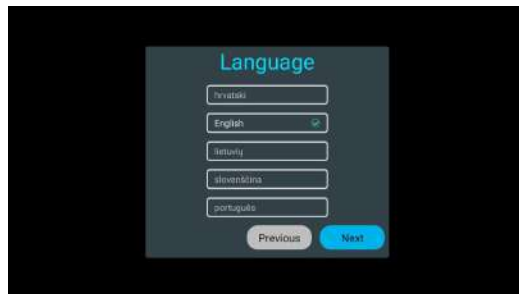 Language
hrvatski
English
lietuvių
slovenščina
português
Previous
Next